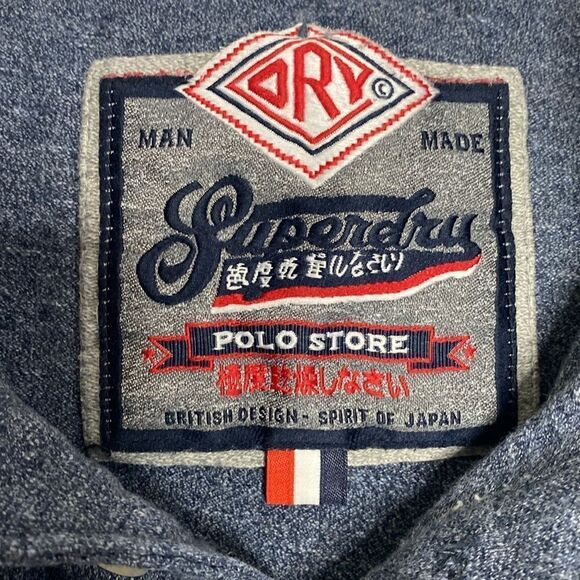 DRY ©
MAN MADE
Superdry
極度乾燥(しなさい)
POLO STORE
極度乾燥しなさい
BRITISH DESIGN - SPIRIT OF JAPAN